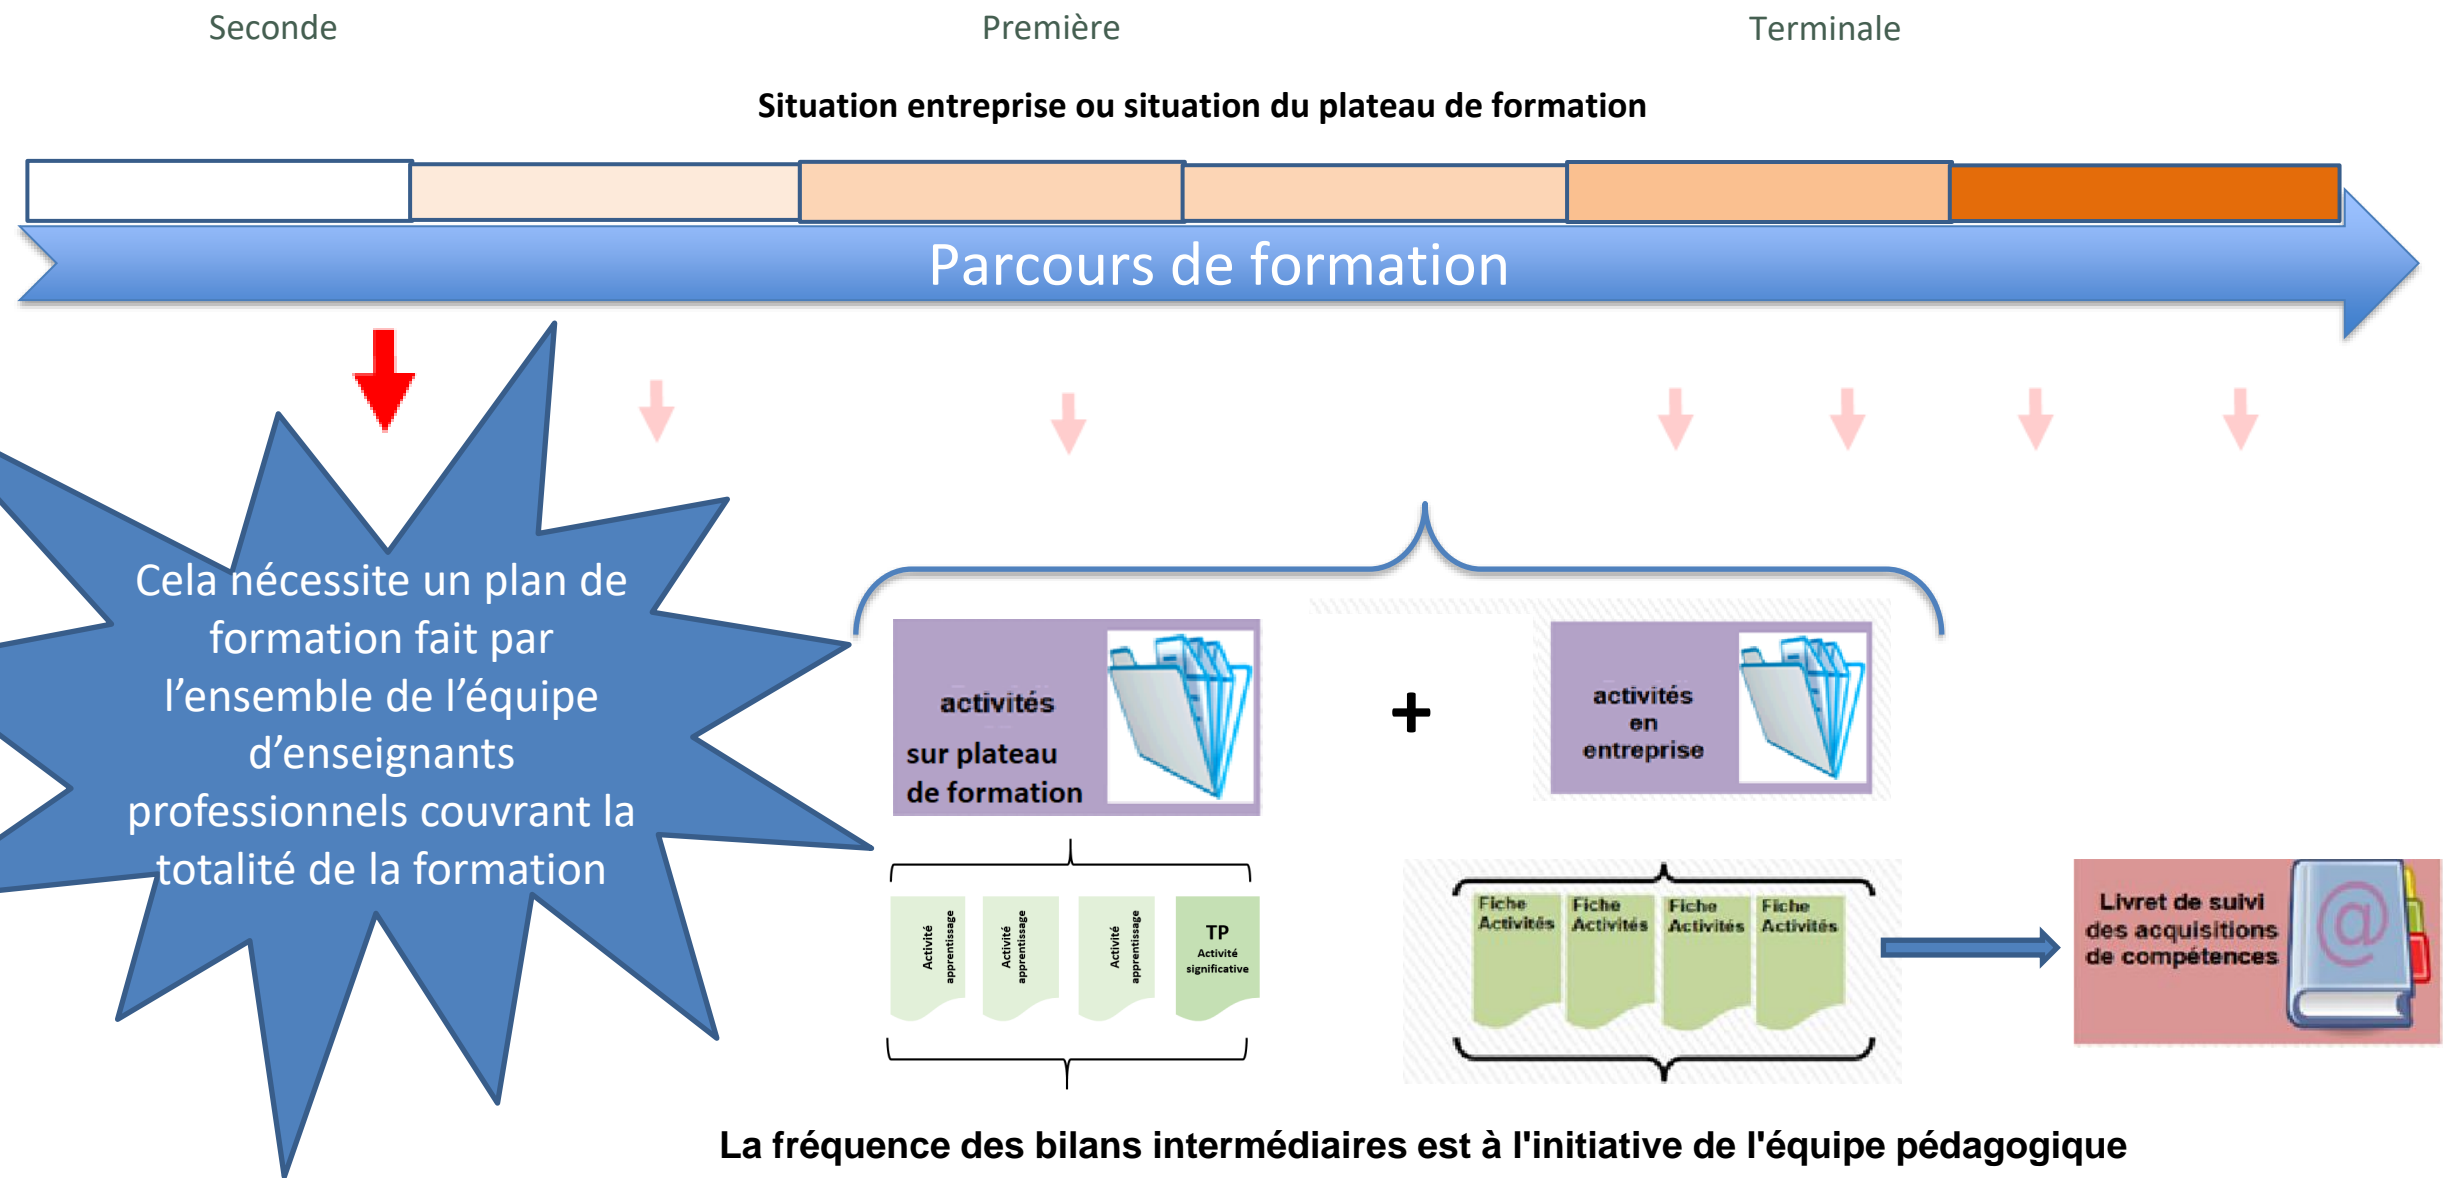 Seconde
Première
Terminale
Situation entreprise ou situation du plateau de formation
Parcours de formation
Cela nécessite un plan de
formation fait par
l’ensemble de l’équipe
d’enseignants
professionnels couvrant la
totalité de la formation
activités
sur plateau
de formation
+
activités
en
entreprise
Activité
apprentissage
Activité
apprentissage
Activité
apprentissage
TP
Activité
significative
Fiche
Activités
Fiche
Activités
Fiche
Activités
Fiche
Activités
Livret de suivi
des acquisitions
de compétences
@
La fréquence des bilans intermédiaires est à l'initiative de l'équipe pédagogique